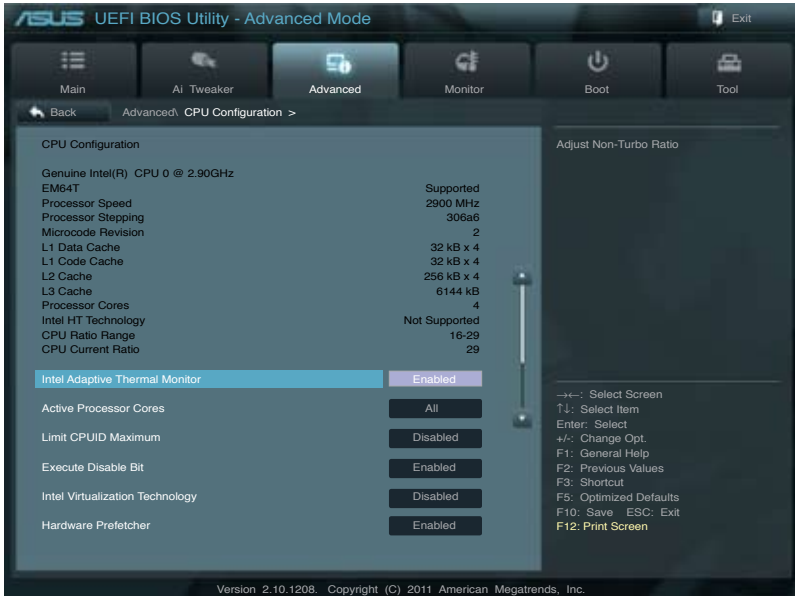 ASUS UEFI BIOS Utility - Advanced Mode
Exit
Main
Ai Tweaker
Advanced
Monitor
Boot
Tool
Back
Advanced\ CPU Configuration >
CPU Configuration
Genuine Intel(R) CPU 0 @ 2.90GHz
EM64T Supported
Processor Speed 2900 MHz
Processor Stepping 306a6
Microcode Revision 2
L1 Data Cache 32 kB x 4
L1 Code Cache 32 kB x 4
L2 Cache 256 kB x 4
L3 Cache 6144 kB
Processor Cores 4
Intel HT Technology Not Supported
CPU Ratio Range 16-29
CPU Current Ratio 29
Intel Adaptive Thermal Monitor Enabled
Active Processor Cores All
Limit CPUID Maximum Disabled
Execute Disable Bit Enabled
Intel Virtualization Technology Disabled
Hardware Prefetcher Enabled
Adjust Non-Turbo Ratio
→←: Select Screen
↑↓: Select Item
Enter: Select
+/-: Change Opt.
F1: General Help
F2: Previous Values
F3: Shortcut
F5: Optimized Defaults
F10: Save ESC: Exit
F12: Print Screen
Version 2.10.1208. Copyright (C) 2011 American Megatrends, Inc.